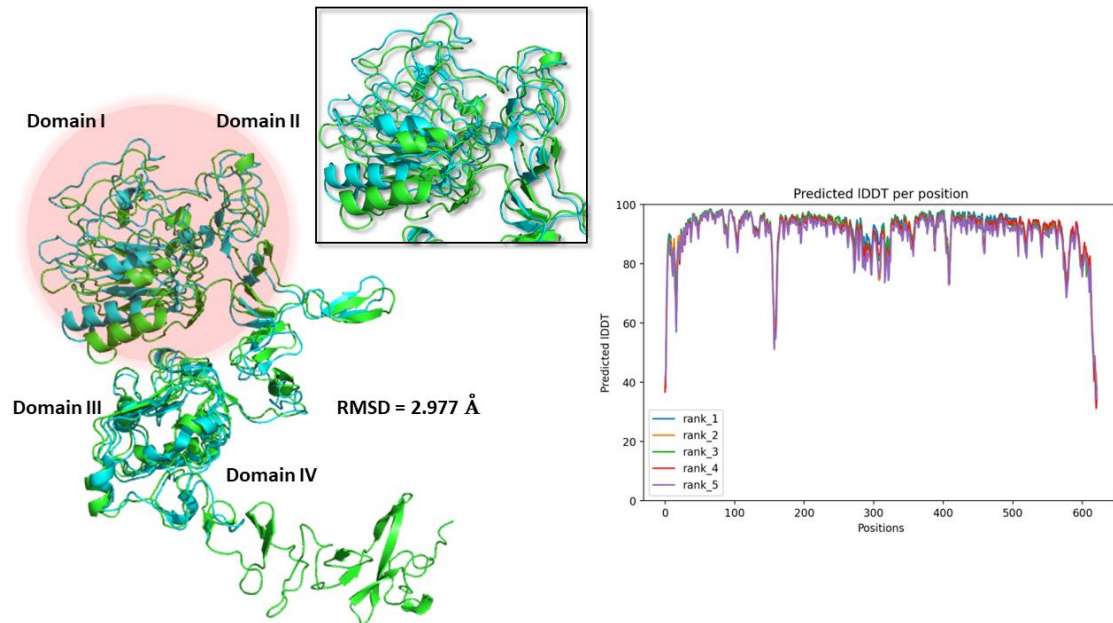 Domain I
Domain II
Domain III
RMSD = 2.977 Å
Domain IV
Predicted lDDT per position
Predicted lDDT
100
80
60
40
20
0
rank_1
rank_2
rank_3
rank_4
rank_5
0 100 200 300 400 500 600
Positions